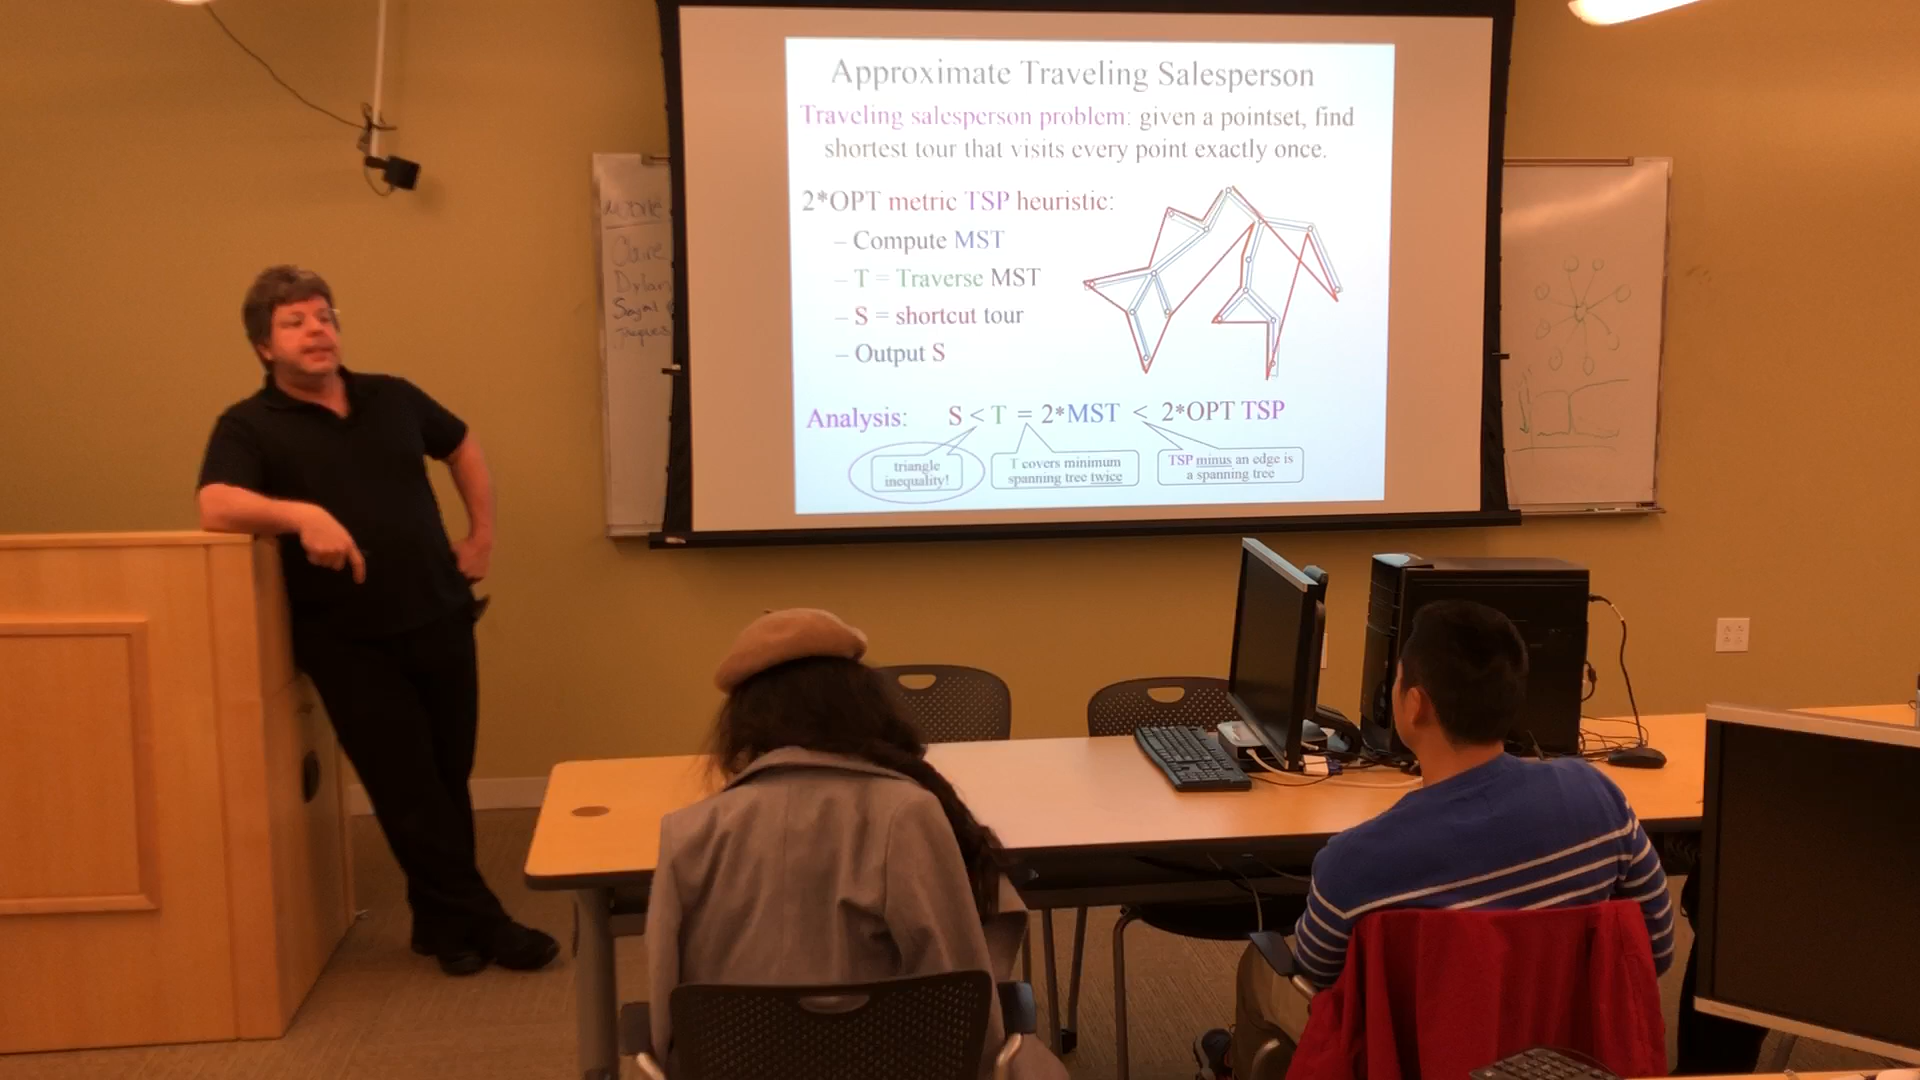 Approximate Traveling Salesperson
Traveling salesperson problem: given a pointset, find
shortest tour that visits every point exactly once.
2*OPT metric TSP heuristic:
– Compute MST
– T = Traverse MST
– S = shortcut tour
– Output S
Analysis: S < T = 2*MST < 2*OPT TSP
triangle
inequality!
T covers minimum
spanning tree twice
TSP minus an edge is
a spanning tree
Claire
Dylan
Jacques